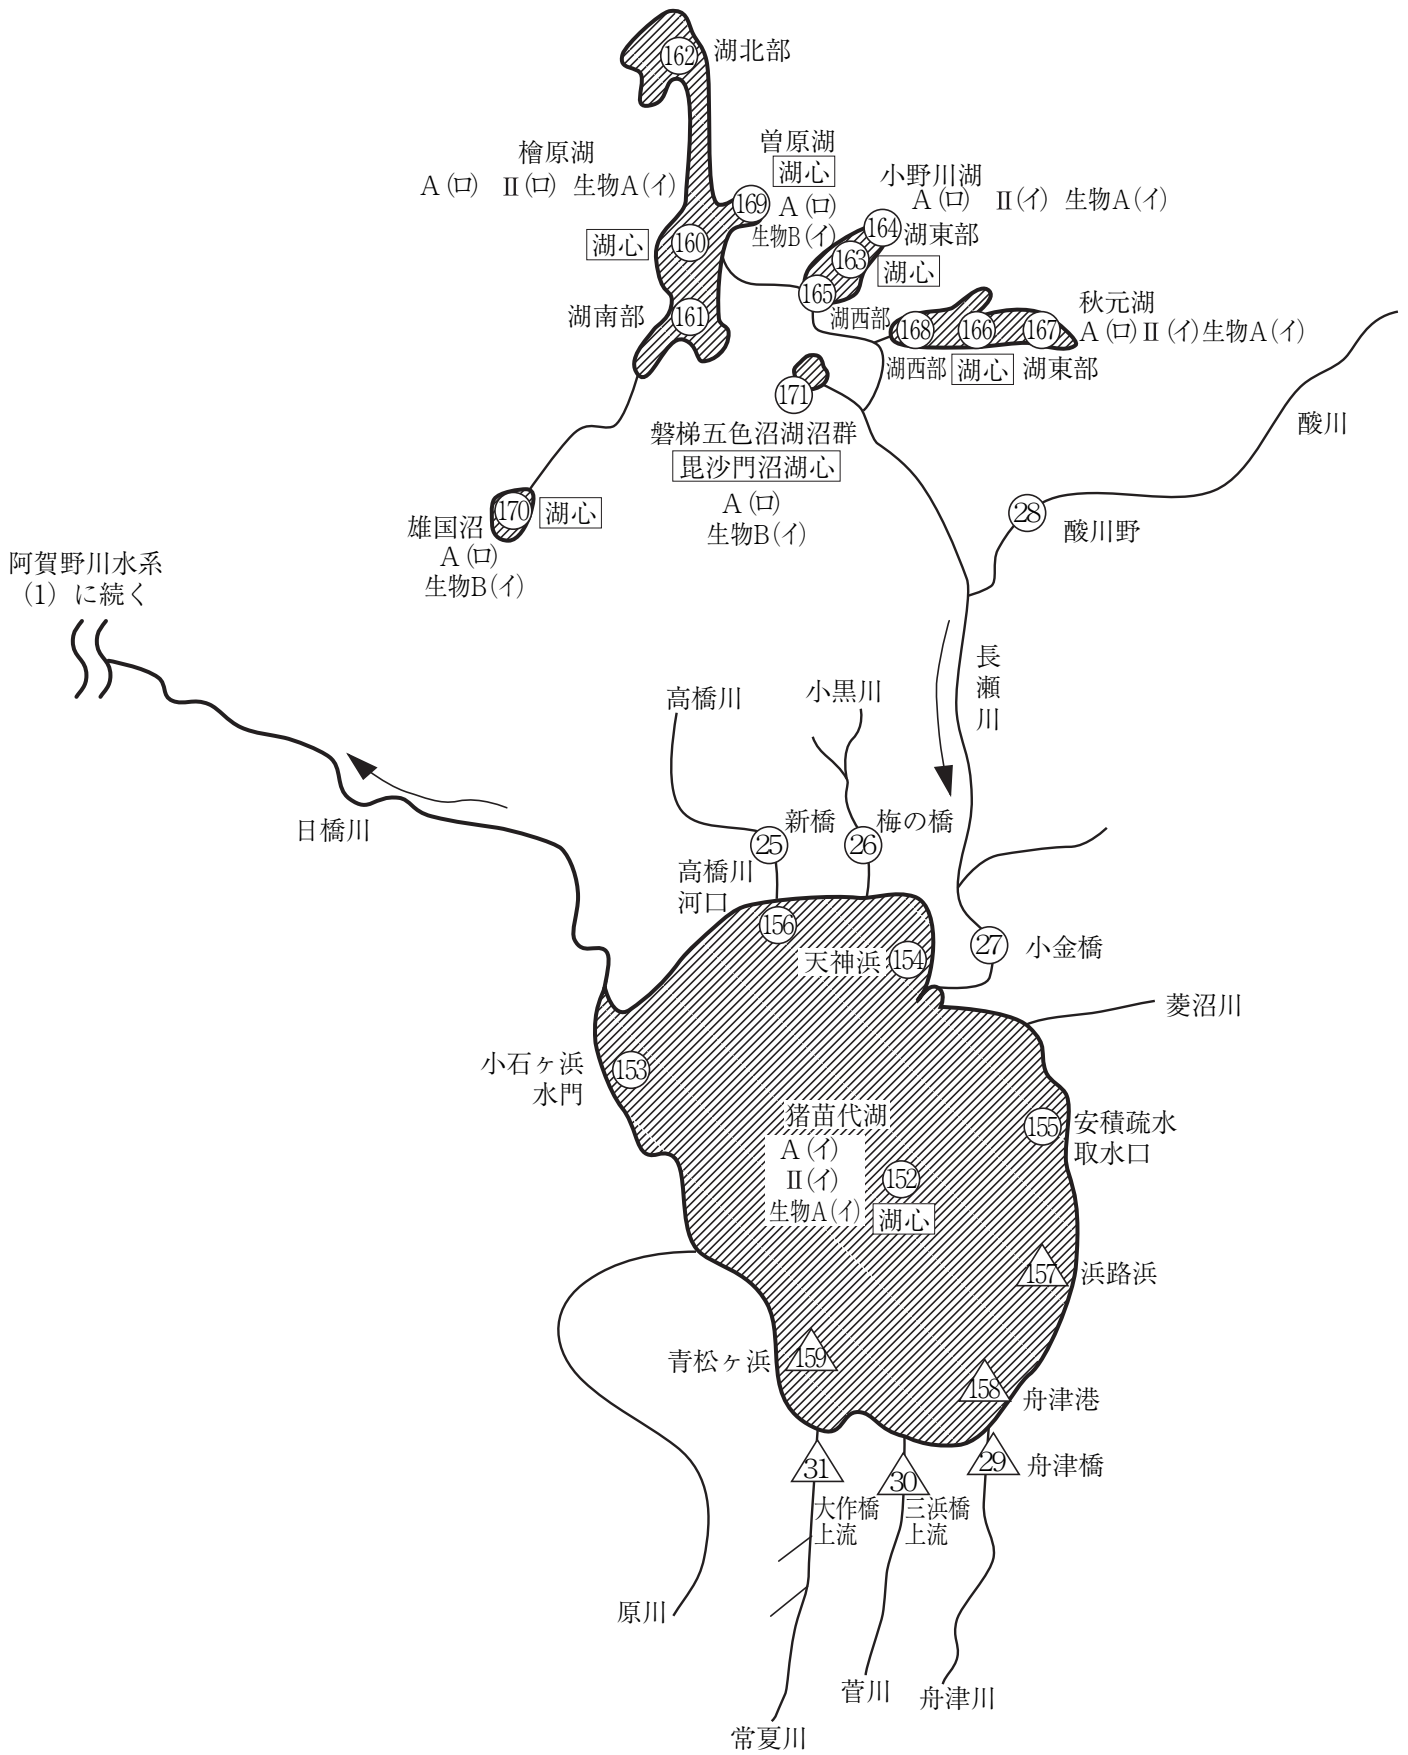 162
湖北部
檜原湖
A(ロ) Ⅱ(ロ) 生物A(イ)
曽原湖
湖心
169
A(ロ)
生物B(イ)
小野川湖
A(ロ) Ⅱ(イ) 生物A(イ)
164
湖東部
163
湖心
165
湖西部
湖心
160
湖南部
161
秋元湖
A(ロ)Ⅱ(イ)生物A(イ)
168
166
167
湖西部
湖心
湖東部
171
磐梯五色沼湖沼群
毘沙門沼湖心
A(ロ)
生物B(イ)
酸川
28
酸川野
170
湖心
雄国沼
A(ロ)
生物B(イ)
阿賀野川水系
(1)に続く
長瀬川
高橋川
小黒川
日橋川
新橋
25
梅の橋
26
高橋川
河口
156
天神浜
154
27
小金橋
菱沼川
小石ヶ浜
水門
153
猪苗代湖
A(イ)
Ⅱ(イ)
生物A(イ)
152
湖心
155
安積疏水
取水口
157
浜路浜
青松ヶ浜
159
158
舟津港
31
大作橋
上流
30
三浜橋
上流
29
舟津橋
原川
菅川
舟津川
常夏川